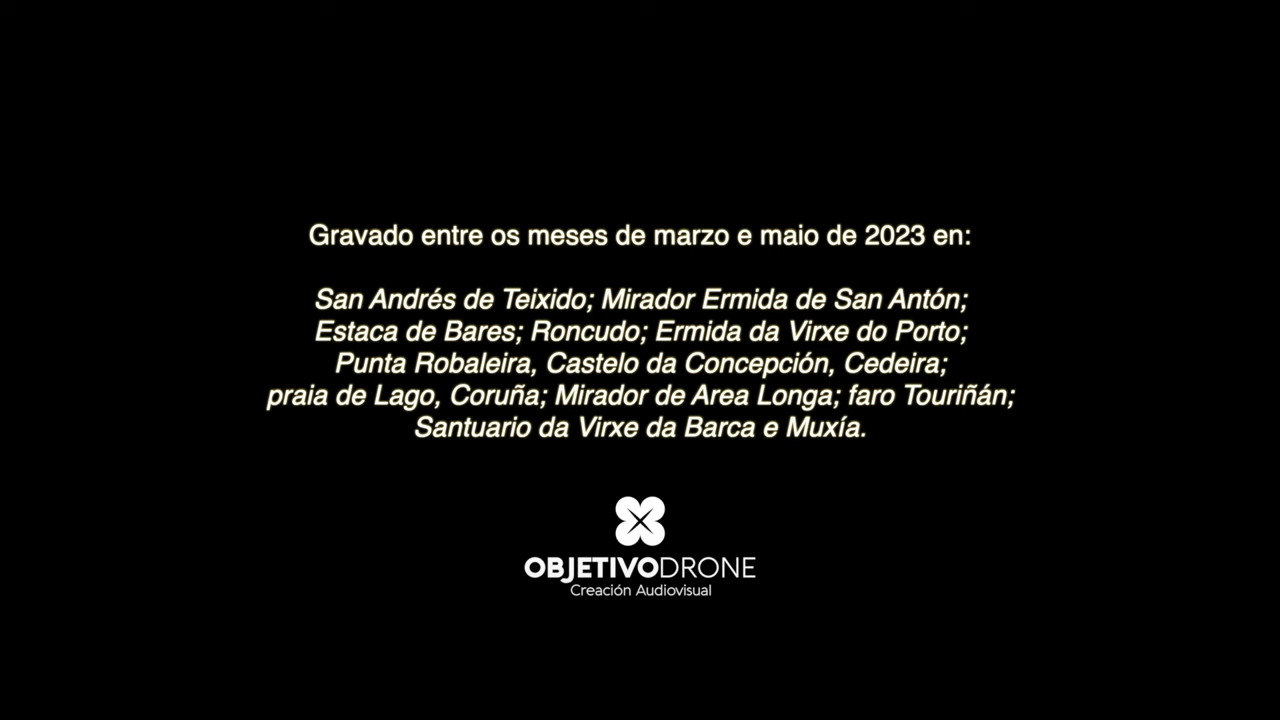 Gravado entre os meses de marzo e maio de 2023 en:
San Andrés de Teixido; Mirador Ermida de San Antón;
Estaca de Bares; Roncudo; Ermida da Virxe do Porto;
Punta Robaleira, Castelo da Concepción, Cedeira;
praia de Lago, Coruña; Mirador de Area Longa; faro Touriñán;
Santuario da Virxe da Barca e Muxía.
OBJETIVODRONE
Creación Audiovisual